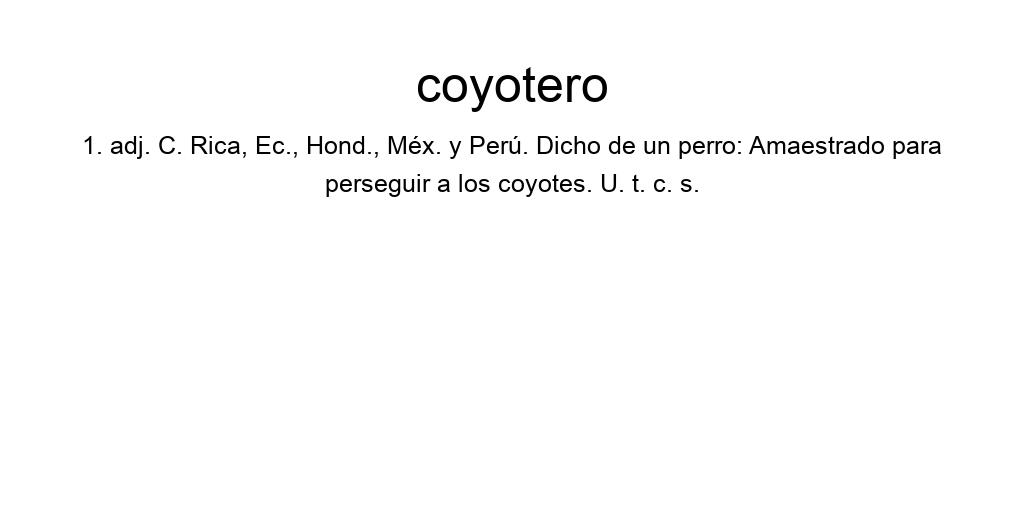 coyotero
1. adj. C. Rica, Ec., Hond., Méx. y Perú. Dicho de un perro: Amaestrado para
perseguir a los coyotes. U. t. c. s.